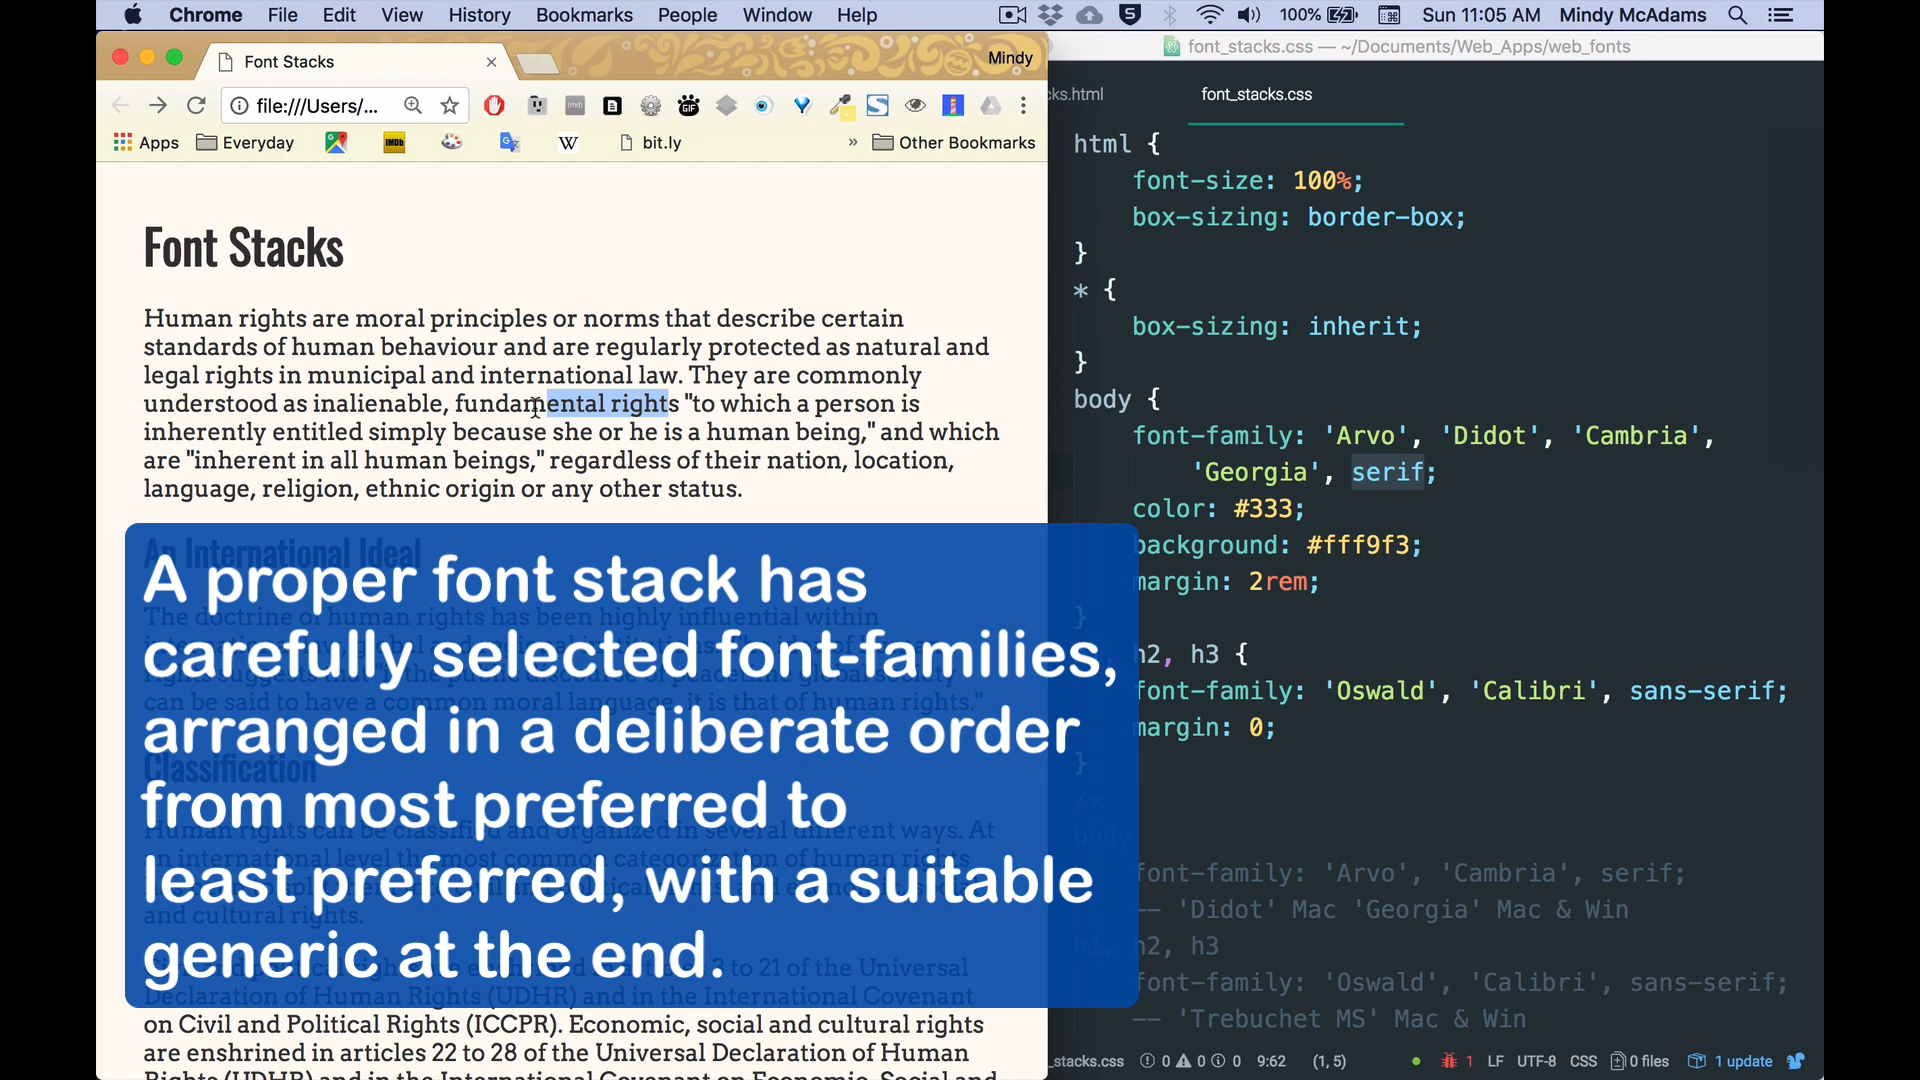 Chrome File Edit View History Bookmarks People Window Help
100% Sun 11:05 AM Mindy McAdams
Font Stacks
Mindy
file:///Users/...
Apps Everyday bit.ly » Other Bookmarks
Font Stacks
Human rights are moral principles or norms that describe certain
standards of human behaviour and are regularly protected as natural and
legal rights in municipal and international law. They are commonly
understood as inalienable, fundamental rights "to which a person is
inherently entitled simply because she or he is a human being," and which
are "inherent in all human beings," regardless of their nation, location,
language, religion, ethnic origin or any other status.
An International Ideal
Classification
A proper font stack has
carefully selected font-families,
arranged in a deliberate order
from most preferred to
least preferred, with a suitable
generic at the end.
on Civil and Political Rights (ICCPR). Economic, social and cultural rights
are enshrined in articles 22 to 28 of the Universal Declaration of Human
font_stacks.css — ~/Documents/Web_Apps/web_fonts
ks.html font_stacks.css
html {
font-size: 100%;
box-sizing: border-box;
}
* {
box-sizing: inherit;
}
body {
font-family: 'Arvo', 'Didot', 'Cambria',
'Georgia', serif;
color: #333;
background: #fff9f3;
margin: 2rem;
}
h2, h3 {
font-family: 'Oswald', 'Calibri', sans-serif;
margin: 0;
}
/*
body
font-family: 'Arvo', 'Cambria', serif;
-- 'Didot' Mac 'Georgia' Mac & Win
h1, h2, h3
font-family: 'Oswald', 'Calibri', sans-serif;
-- 'Trebuchet MS' Mac & Win
_stacks.css 0 0 0 9:62 (1, 5) 1 LF UTF-8 CSS 0 files 1 update